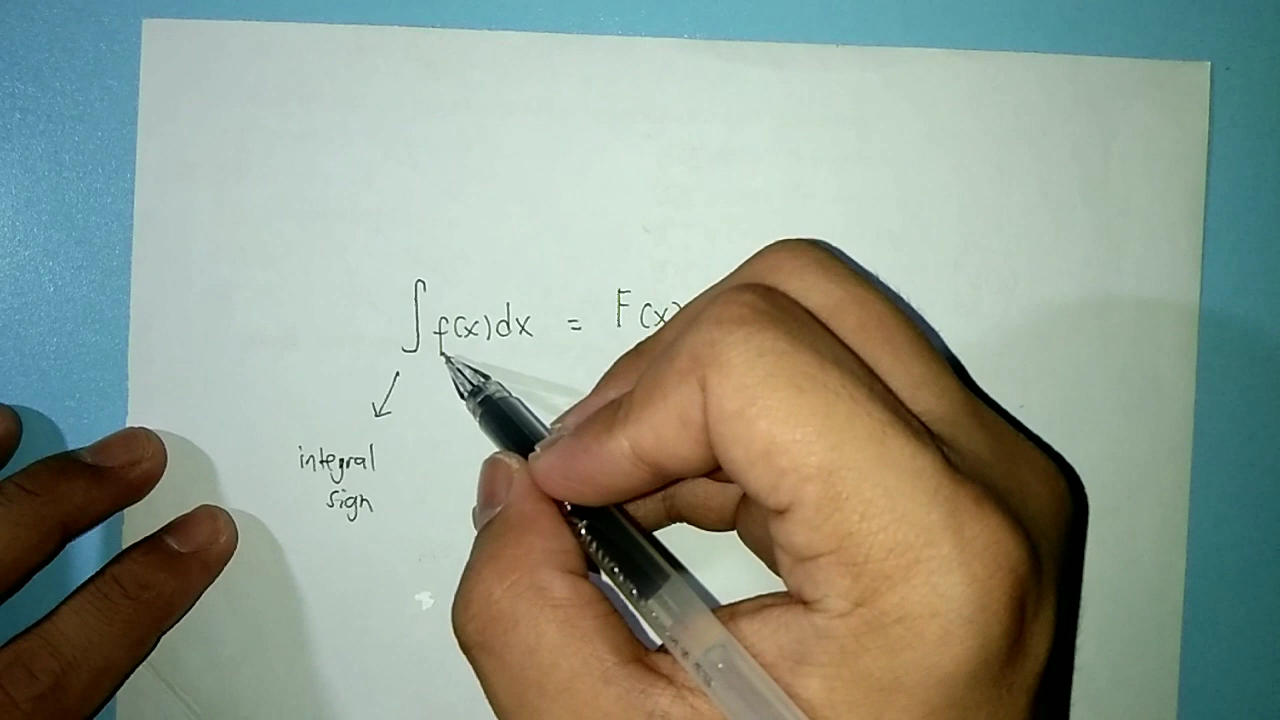 ∫f(x)dx = F(x)
integral
sign